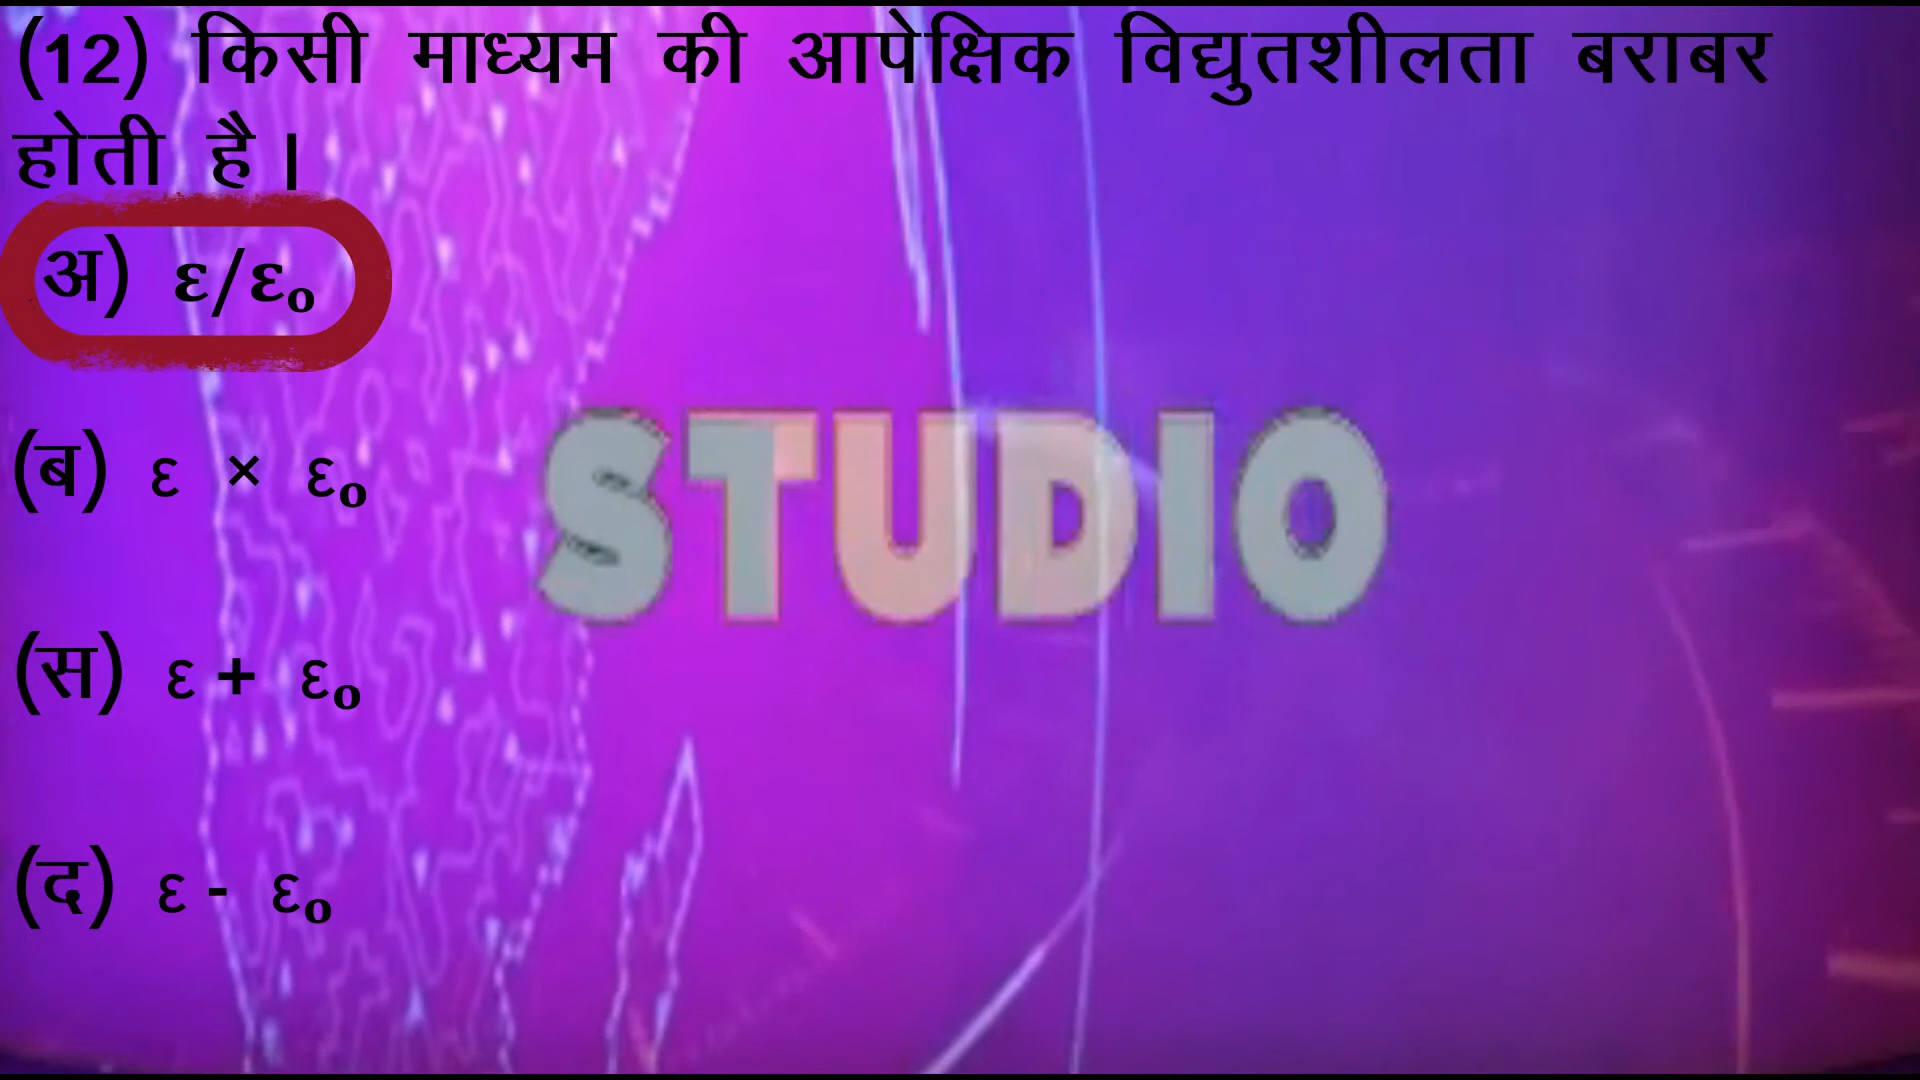 (12) किसी माध्यम की आपेक्षिक विद्युतशीलता बराबर
होती है।
अ) ε/ε₀
(ब) ε × ε₀
STUDIO
(स) ε + ε₀
(द) ε - ε₀